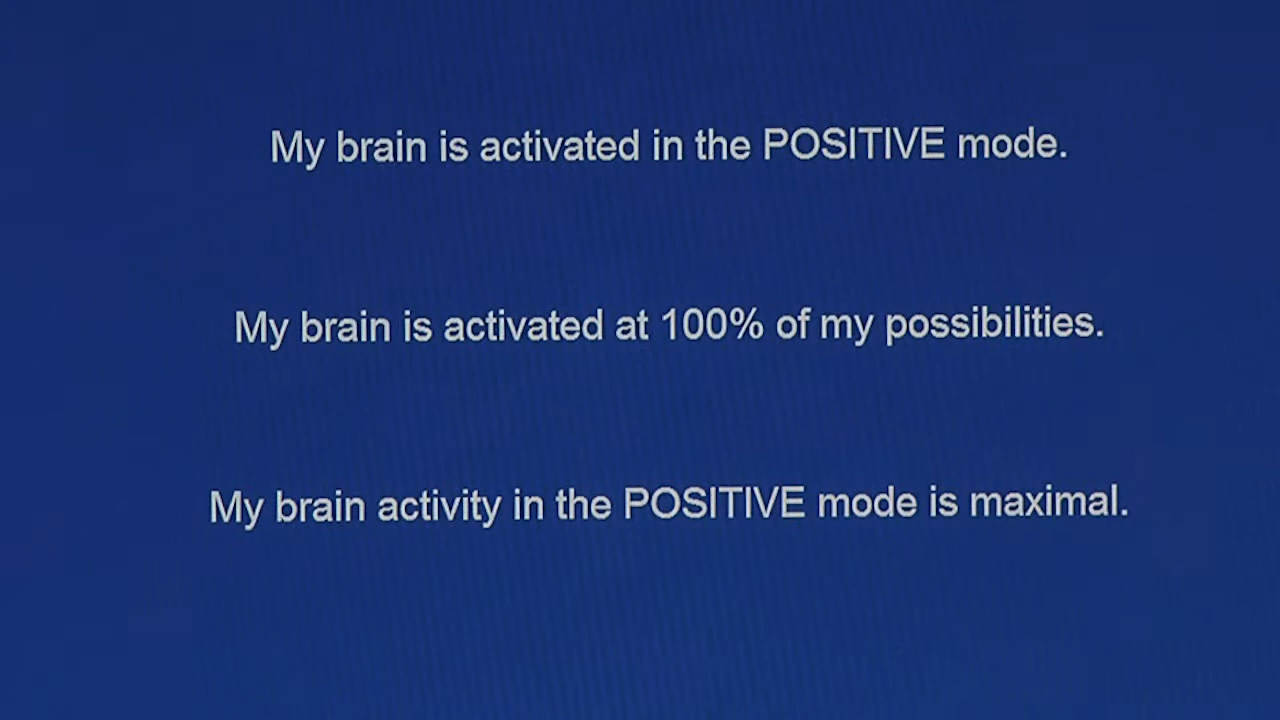 My brain is activated in the POSITIVE mode.
My brain is activated at 100% of my possibilities.
My brain activity in the POSITIVE mode is maximal.